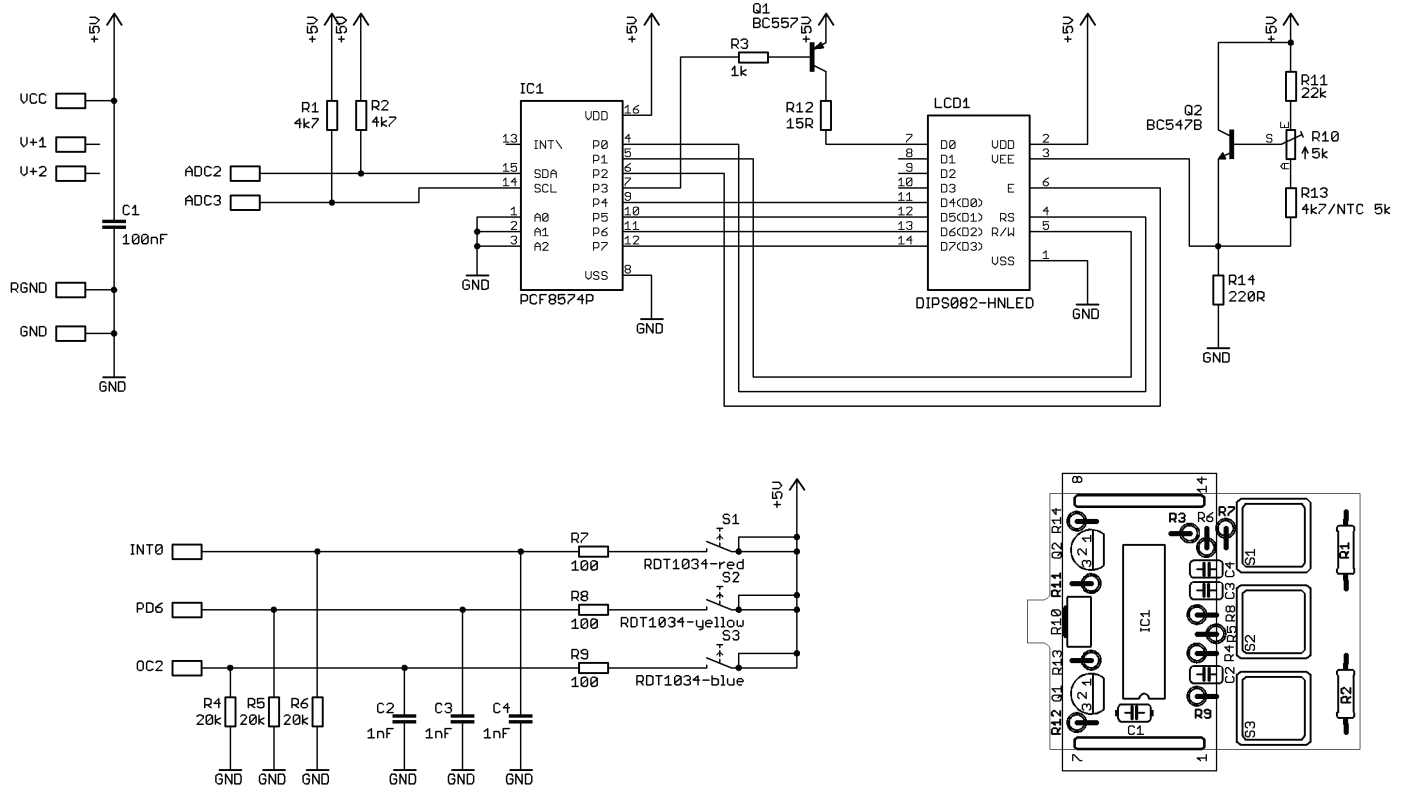 +5V
+5V
+5V
+5V
Q1
BC557
+5V
+5V
+5V
VCC
V+1
V+2
C1
100nF
RGND
GND
GND
R1
4k7
R2
4k7
ADC2
ADC3
IC1
VDD 16
13 INT\
P0 4
P1 5
15 SDA
P2 6
14 SCL
P3 7
P4 9
1 A0
P5 10
2 A1
P6 11
3 A2
P7 12
VSS 8
PCF8574P
GND
GND
R3
1k
R12
15R
LCD1
7 D0
VDD 2
8 D1
VEE 3
9 D2
10 D3
E 6
11 D4(D0)
12 D5(D1)
RS 4
13 D6(D2)
R/W 5
14 D7(D3)
VSS 1
DIPS082-HNLED
GND
Q2
BC547B
R11
22k
E
S
R10
5k
A
R13
4k7/NTC 5k
R14
220R
GND
+5V
INT0
R7
100
S1
RDT1034-red
PD6
R8
100
S2
RDT1034-yellow
OC2
R9
100
S3
RDT1034-blue
R4
20k
R5
20k
R6
20k
C2
1nF
C3
1nF
C4
1nF
GND
GND
GND
GND
GND
GND
8
14
R14
R3
R6
R7
Q2
3 2 1
S1
R1
C4
R11
C3
R10
IC1
R8
R5
S2
R13
R4
C2
Q1
3 2 1
R2
R9
R12
C1
S3
7
1